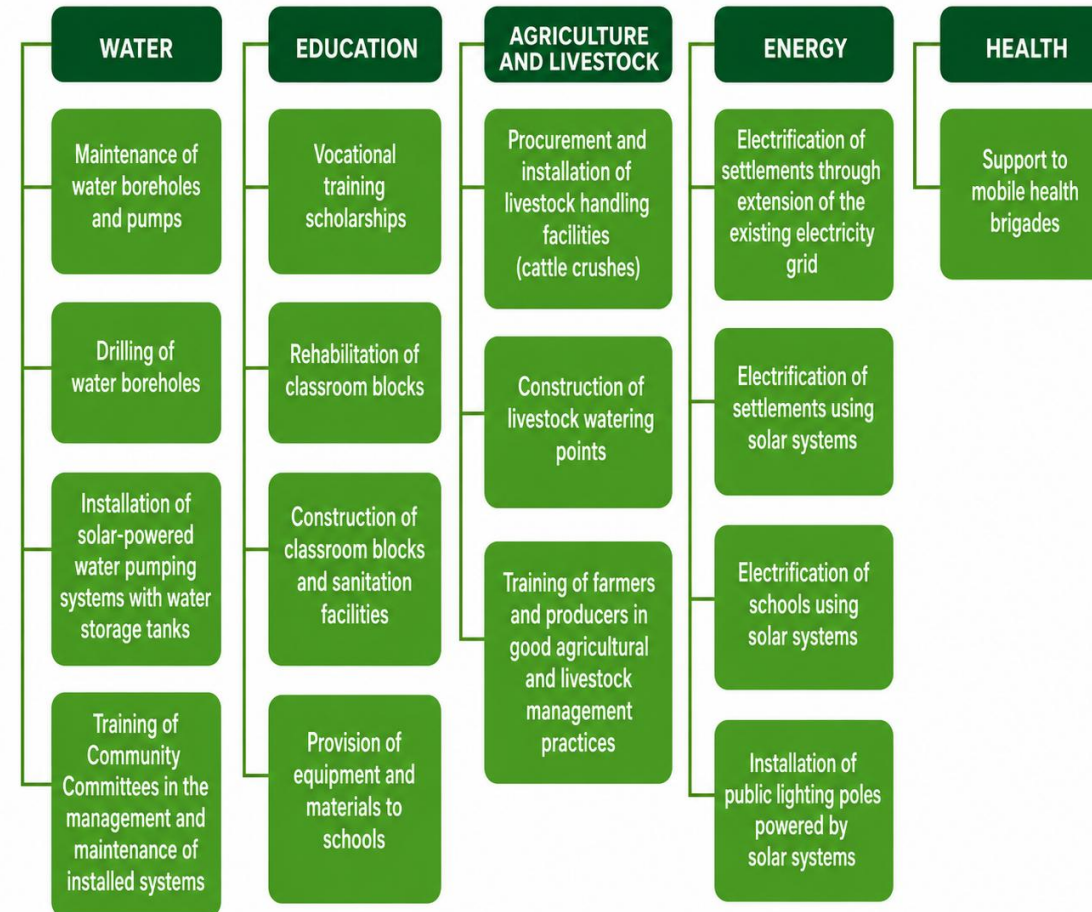 WATER
Maintenance of
water boreholes
and pumps
Drilling of
water boreholes
Installation of
solar-powered
water pumping
systems with water
storage tanks
Training of
Community
Committees in the
management and
maintenance of
installed systems
EDUCATION
Vocational
training
scholarships
Rehabilitation of
classroom blocks
Construction of
classroom blocks
and sanitation
facilities
Provision of
equipment and
materials to
schools
AGRICULTURE
AND LIVESTOCK
Procurement and
installation of
livestock handling
facilities
(cattle crushes)
Construction of
livestock watering
points
Training of farmers
and producers in
good agricultural
and livestock
management
practices
ENERGY
Electrification of
settlements through
extension of the
existing electricity
grid
Electrification of
settlements using
solar systems
Electrification of
schools using
solar systems
Installation of
public lighting poles
powered by
solar systems
HEALTH
Support to
mobile health
brigades